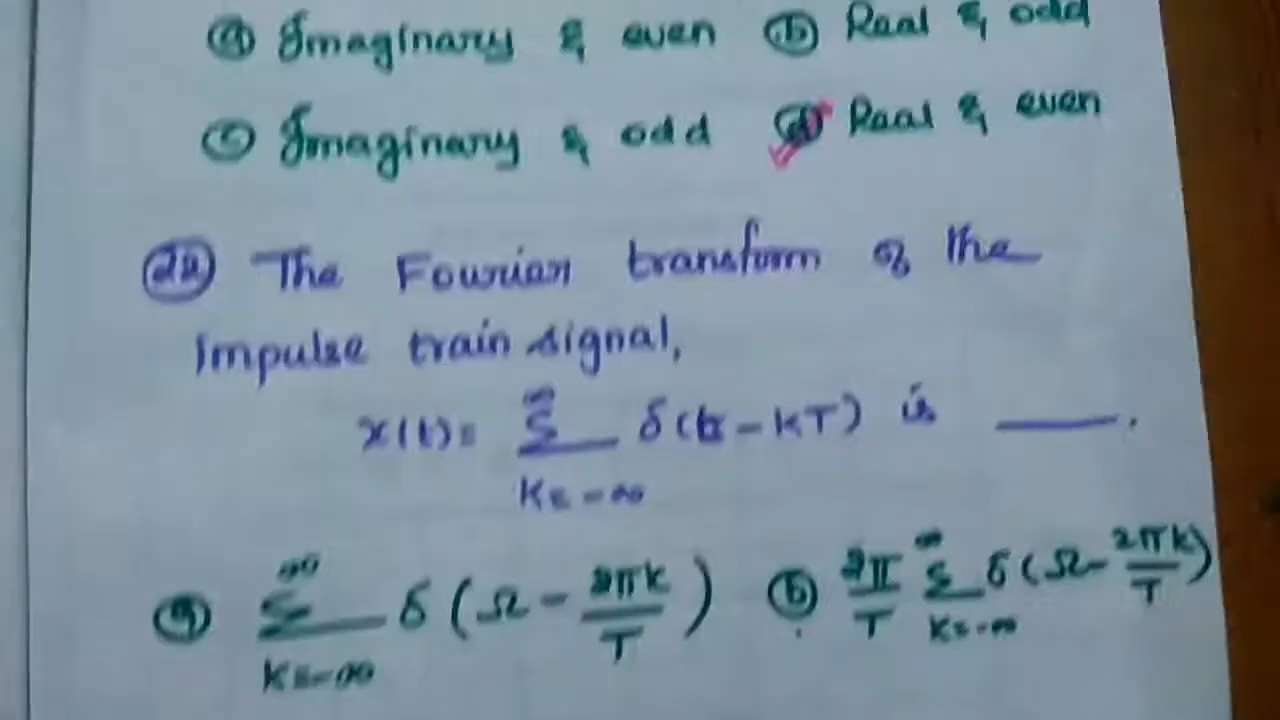 ⓐ Imaginary & even ⓑ Real & odd
ⓒ Imaginary & odd ⓓ Real & even
㉒ The Fourier transform of the
impulse train signal,
x(t) = ∞ Σ K=-∞ δ(t - KT) is ____.
ⓐ ∞ Σ K=-∞ δ(Ω - 2πk/T) ⓑ 2π/T ∞ Σ K=-∞ δ(Ω - 2πk/T)